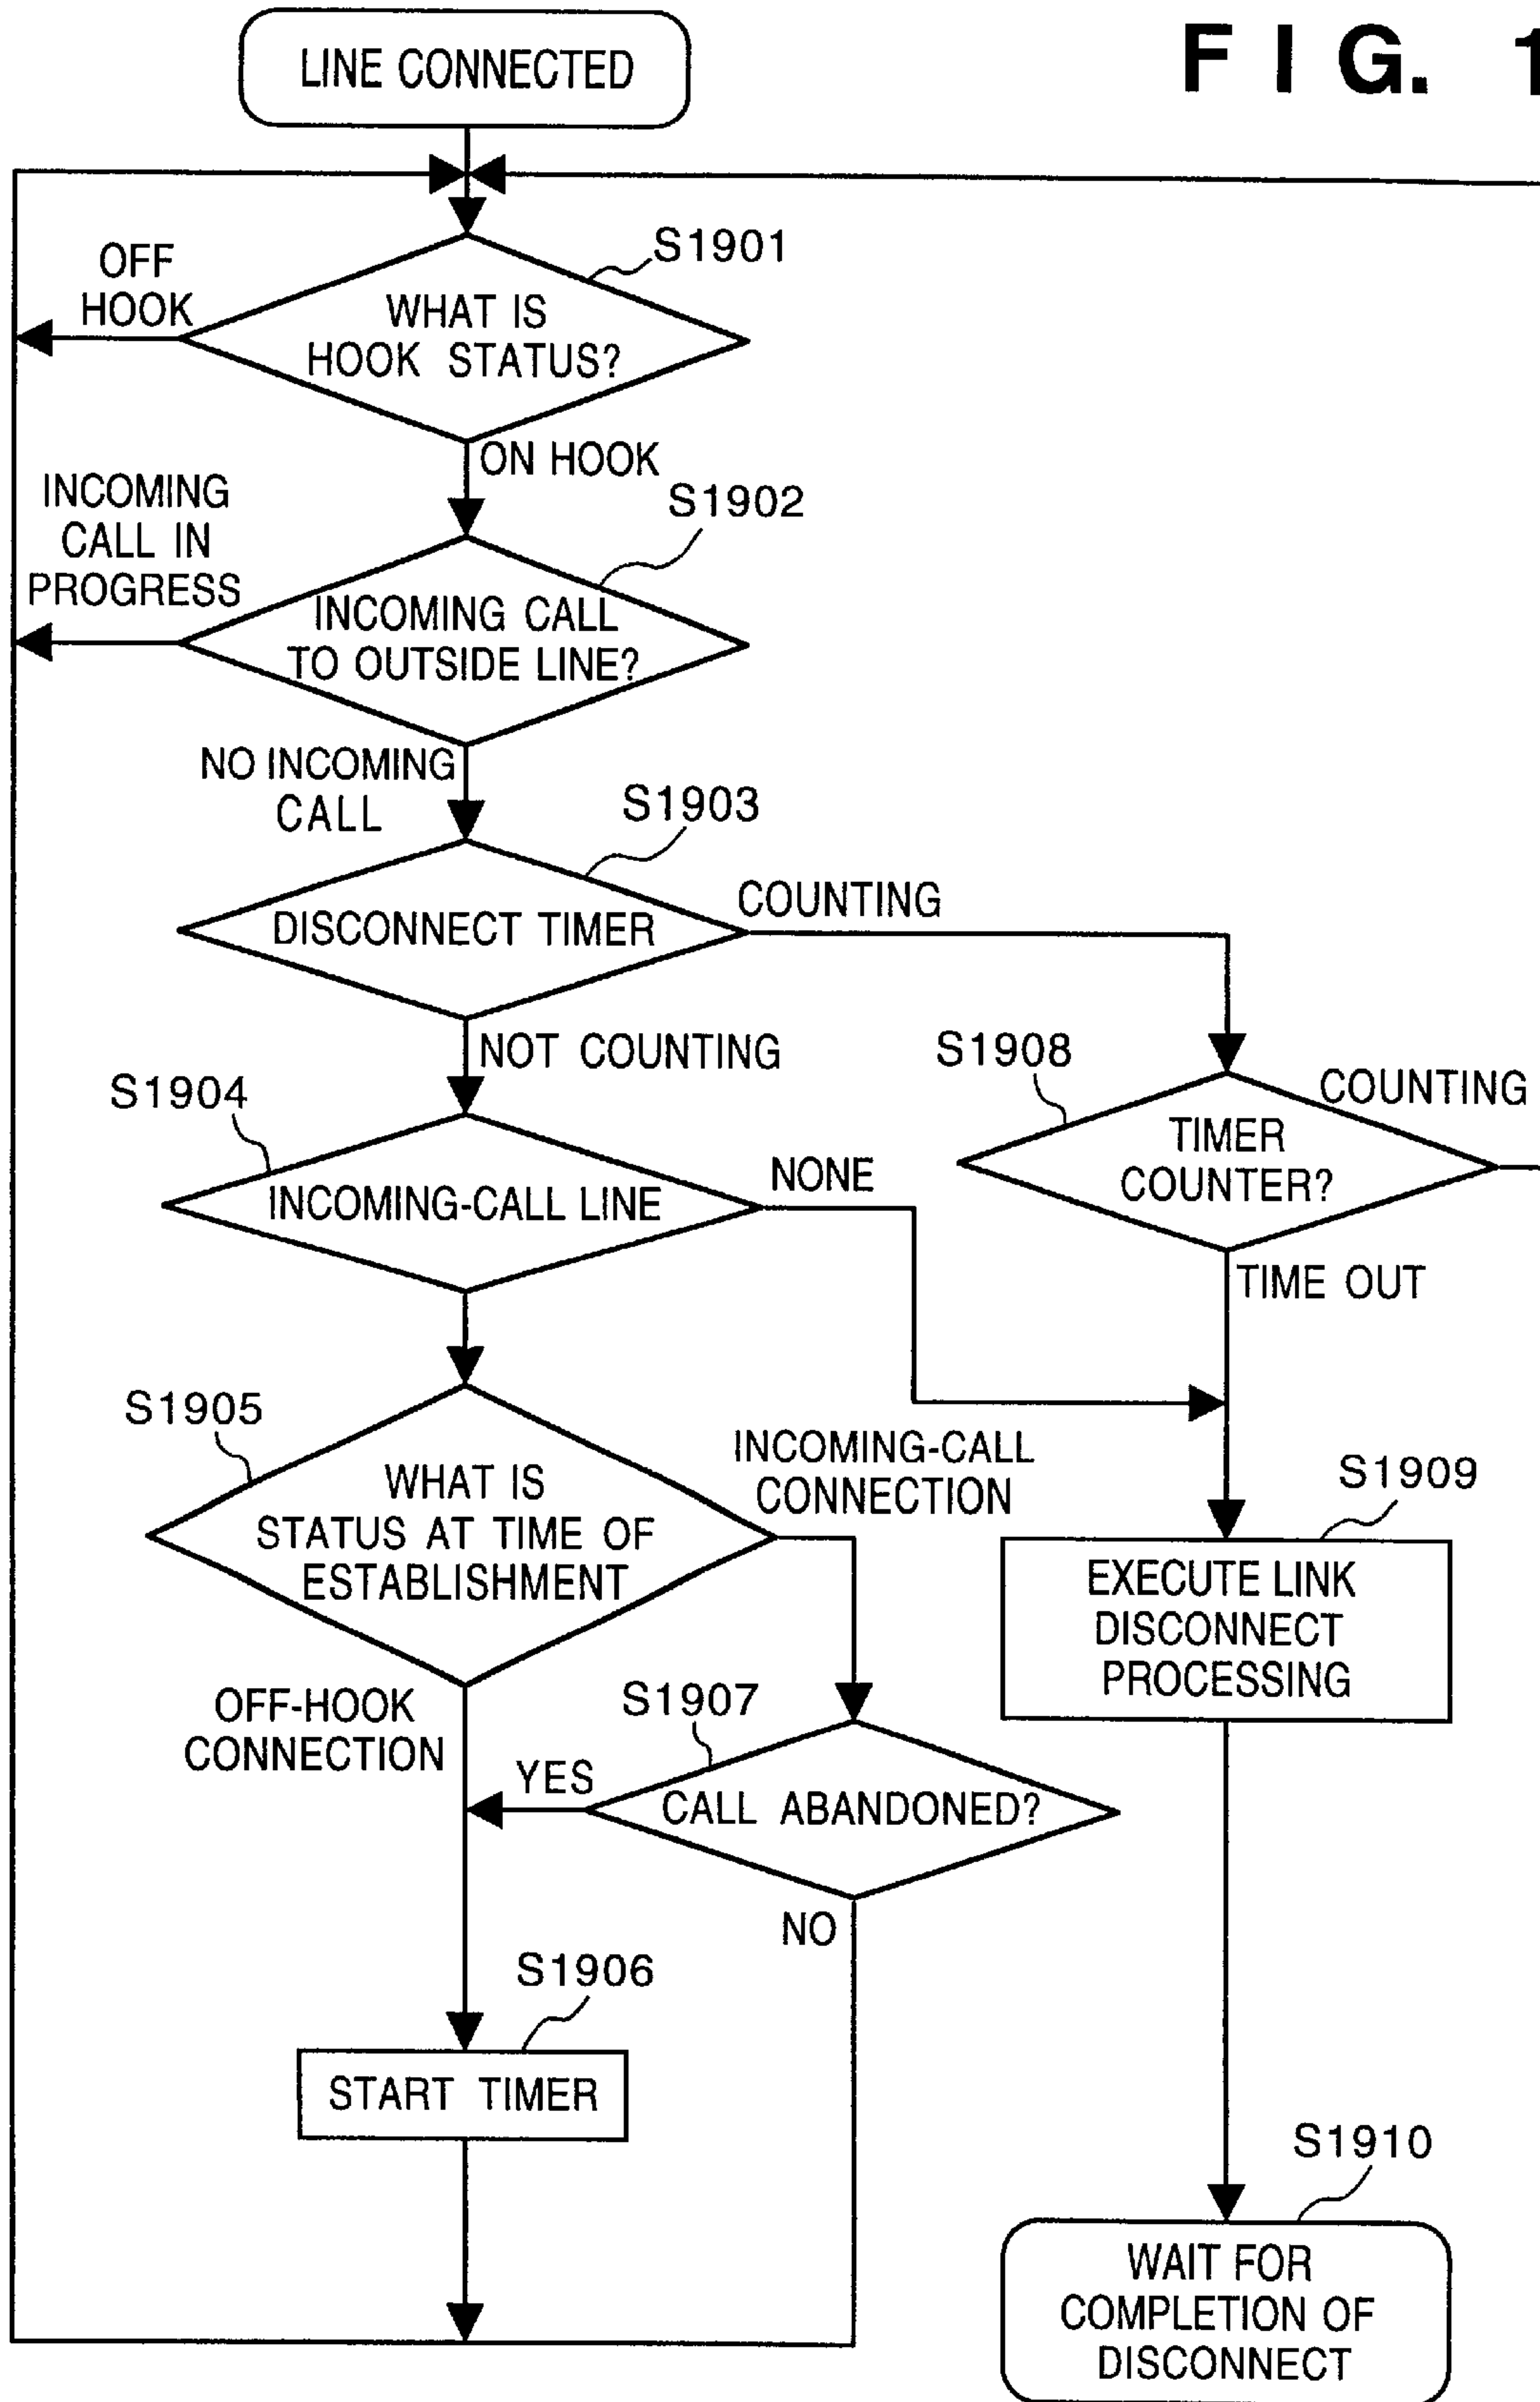 LINE CONNECTED
F I G. 1
S1901
OFF
HOOK
WHAT IS
HOOK STATUS?
ON HOOK
INCOMING
CALL IN
PROGRESS
S1902
INCOMING CALL
TO OUTSIDE LINE?
NO INCOMING
CALL
S1903
DISCONNECT TIMER
COUNTING
NOT COUNTING
S1904
S1908
COUNTING
TIMER
COUNTER?
INCOMING-CALL LINE
NONE
TIME OUT
S1905
WHAT IS
STATUS AT TIME OF
ESTABLISHMENT
INCOMING-CALL
CONNECTION
S1909
EXECUTE LINK
DISCONNECT
PROCESSING
OFF-HOOK
CONNECTION
S1907
YES
CALL ABANDONED?
NO
S1906
START TIMER
S1910
WAIT FOR
COMPLETION OF
DISCONNECT